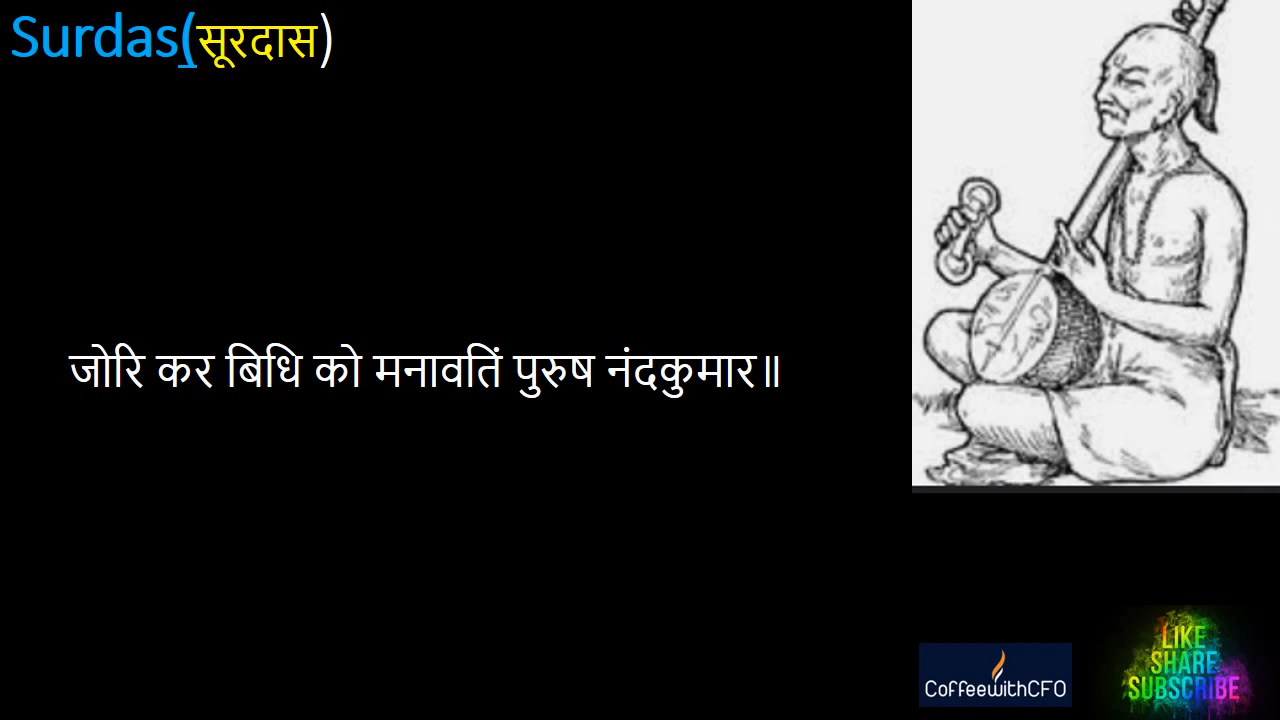 Surdas(सूरदास)
जोरि कर बिधि को मनावतिं पुरुष नंदकुमार॥
CoffeewithCFO
LIKE
SHARE
SUBSCRIBE